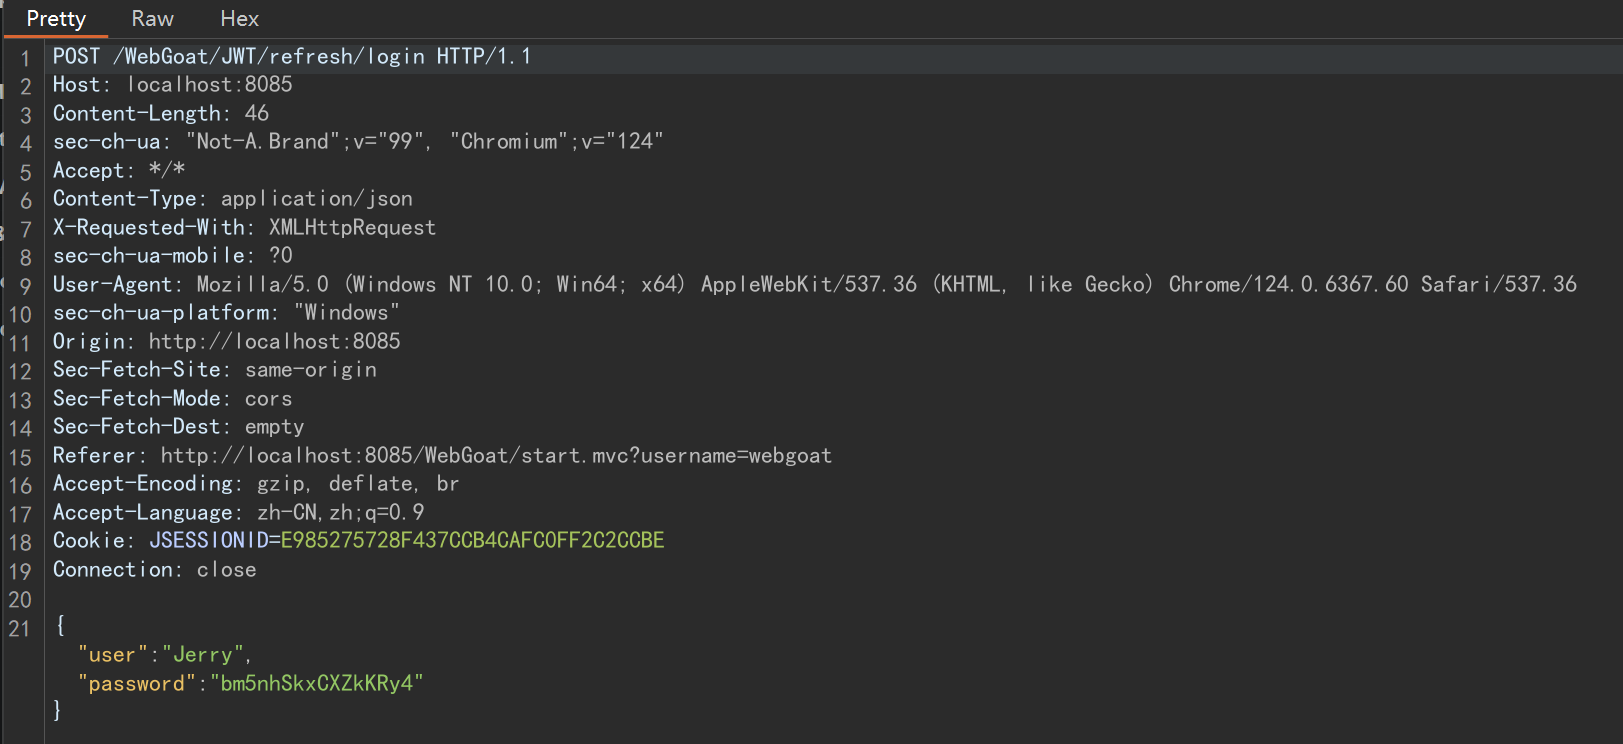 Pretty Raw Hex
1 POST /WebGoat/JWT/refresh/login HTTP/1.1
2 Host: localhost:8085
3 Content-Length: 46
4 sec-ch-ua: "Not-A.Brand";v="99", "Chromium";v="124"
5 Accept: */*
6 Content-Type: application/json
7 X-Requested-With: XMLHttpRequest
8 sec-ch-ua-mobile: ?0
9 User-Agent: Mozilla/5.0 (Windows NT 10.0; Win64; x64) AppleWebKit/537.36 (KHTML, like Gecko) Chrome/124.0.6367.60 Safari/537.36
10 sec-ch-ua-platform: "Windows"
11 Origin: http://localhost:8085
12 Sec-Fetch-Site: same-origin
13 Sec-Fetch-Mode: cors
14 Sec-Fetch-Dest: empty
15 Referer: http://localhost:8085/WebGoat/start.mvc?username=webgoat
16 Accept-Encoding: gzip, deflate, br
17 Accept-Language: zh-CN,zh;q=0.9
18 Cookie: JSESSIONID=E985275728F437CCB4CAFC0FF2C2CCBE
19 Connection: close
20
21 {
"user":"Jerry",
"password":"bm5nhSkxCXZkKRy4"
}